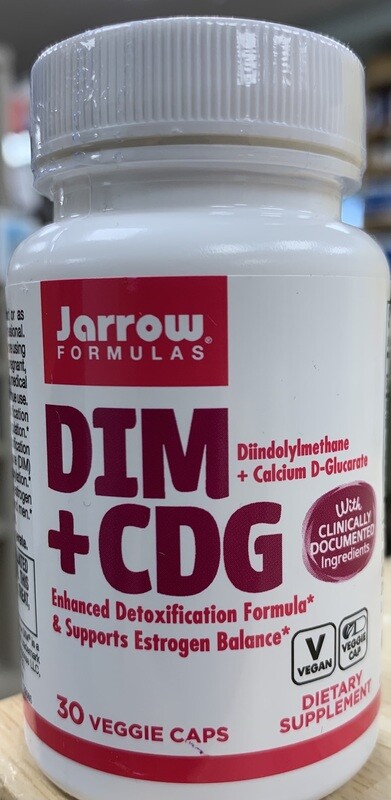 Jarrow®
FORMULAS
DIM
Diindolylmethane
+ Calcium D-Glucarate
+CDG
With
CLINICALLY
DOCUMENTED
Ingredients
Enhanced Detoxification Formula*
& Supports Estrogen Balance*
V
VEGAN
VEGGIE
CAP
30 VEGGIE CAPS
DIETARY
SUPPLEMENT